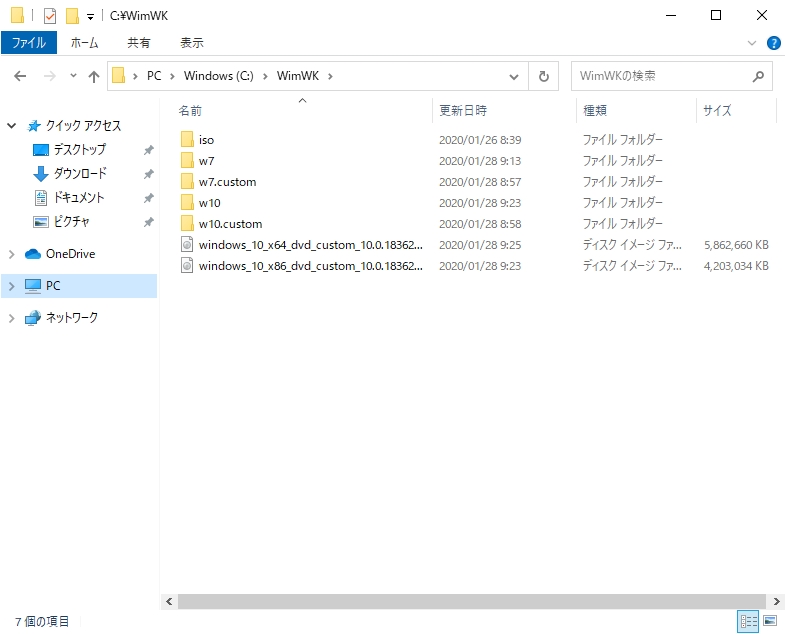 C:¥WimWK
ファイル ホーム 共有 表示
PC Windows (C:) WimWK WimWKの検索
名前 更新日時 種類 サイズ
クイック アクセス
デスクトップ
ダウンロード
ドキュメント
ピクチャ
OneDrive
PC
ネットワーク
iso 2020/01/26 8:39 ファイル フォルダー
w7 2020/01/28 9:13 ファイル フォルダー
w7.custom 2020/01/28 8:57 ファイル フォルダー
w10 2020/01/28 9:23 ファイル フォルダー
w10.custom 2020/01/28 8:58 ファイル フォルダー
windows_10_x64_dvd_custom_10.0.18362... 2020/01/28 9:25 ディスク イメージ ファ... 5,862,660 KB
windows_10_x86_dvd_custom_10.0.18362... 2020/01/28 9:23 ディスク イメージ ファ... 4,203,034 KB
7 個の項目